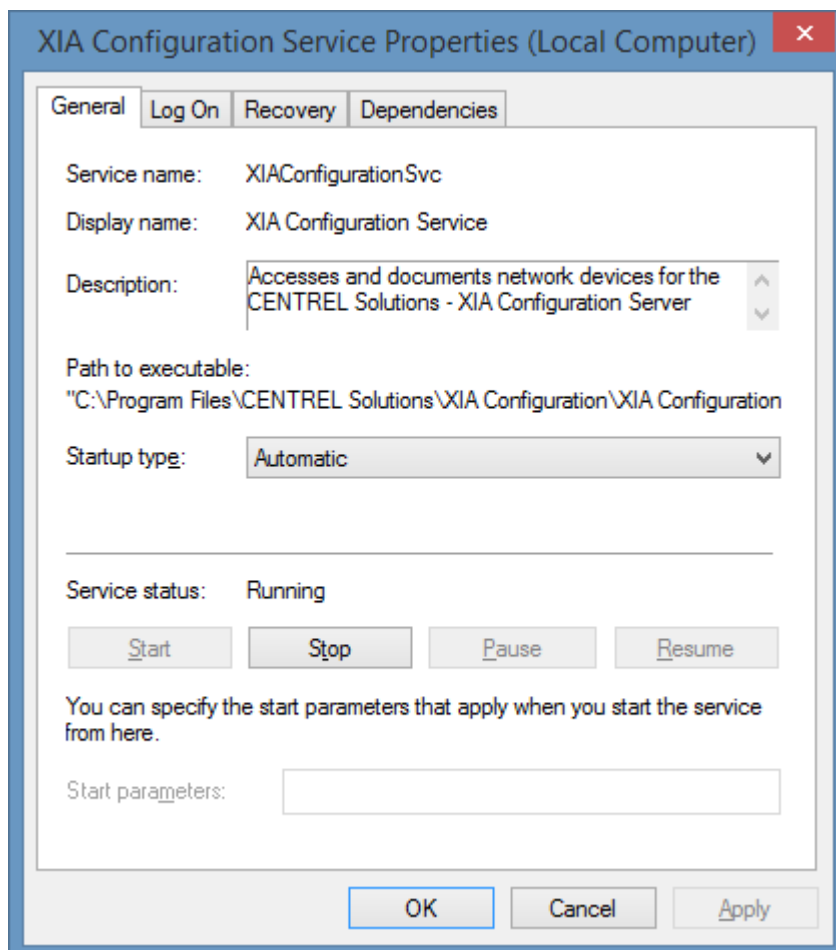 XIA Configuration Service Properties (Local Computer)
General Log On Recovery Dependencies
Service name: XIAConfigurationSvc
Display name: XIA Configuration Service
Description: Accesses and documents network devices for the
CENTREL Solutions - XIA Configuration Server
Path to executable:
"C:\Program Files\CENTREL Solutions\XIA Configuration\XIA Configuration
Startup type: Automatic
Service status: Running
Start Stop Pause Resume
You can specify the start parameters that apply when you start the service
from here.
Start parameters:
OK Cancel Apply